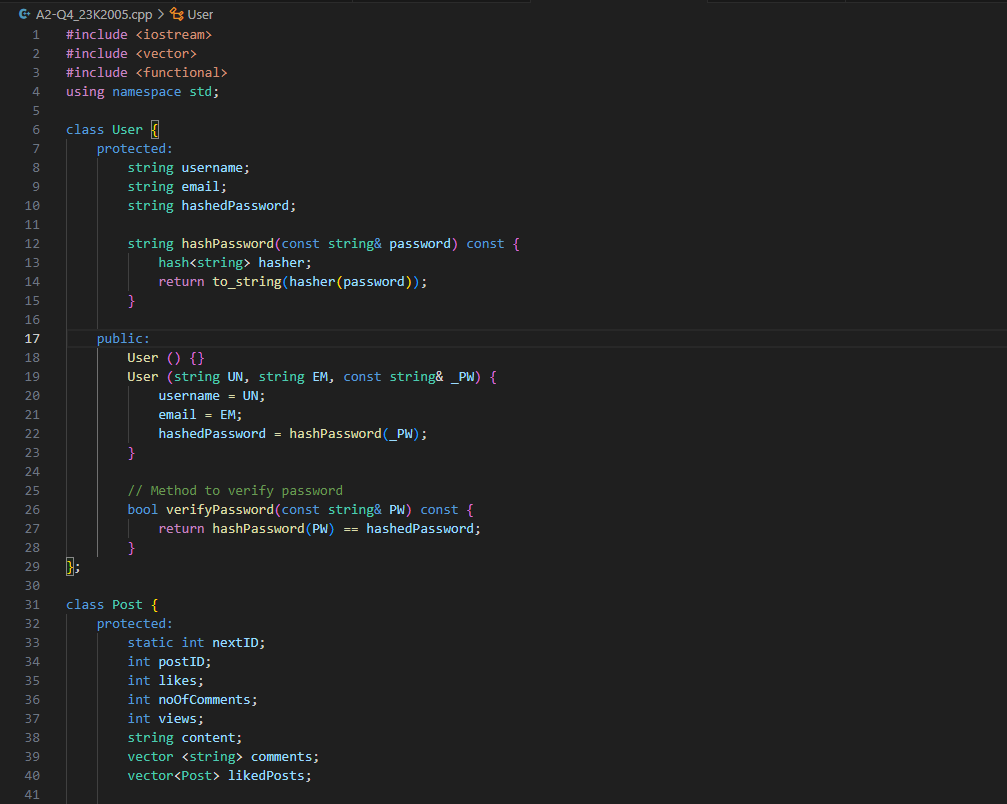 A2-Q4_23K2005.cpp > User
1 #include <iostream>
2 #include <vector>
3 #include <functional>
4 using namespace std;
5
6 class User {
7     protected:
8         string username;
9         string email;
10         string hashedPassword;
11
12         string hashPassword(const string& password) const {
13             hash<string> hasher;
14             return to_string(hasher(password));
15         }
16
17     public:
18         User () {}
19         User (string UN, string EM, const string& _PW) {
20             username = UN;
21             email = EM;
22             hashedPassword = hashPassword(_PW);
23         }
24
25         // Method to verify password
26         bool verifyPassword(const string& PW) const {
27             return hashPassword(PW) == hashedPassword;
28         }
29 };
30
31 class Post {
32     protected:
33         static int nextID;
34         int postID;
35         int likes;
36         int noOfComments;
37         int views;
38         string content;
39         vector <string> comments;
40         vector<Post> likedPosts;
41